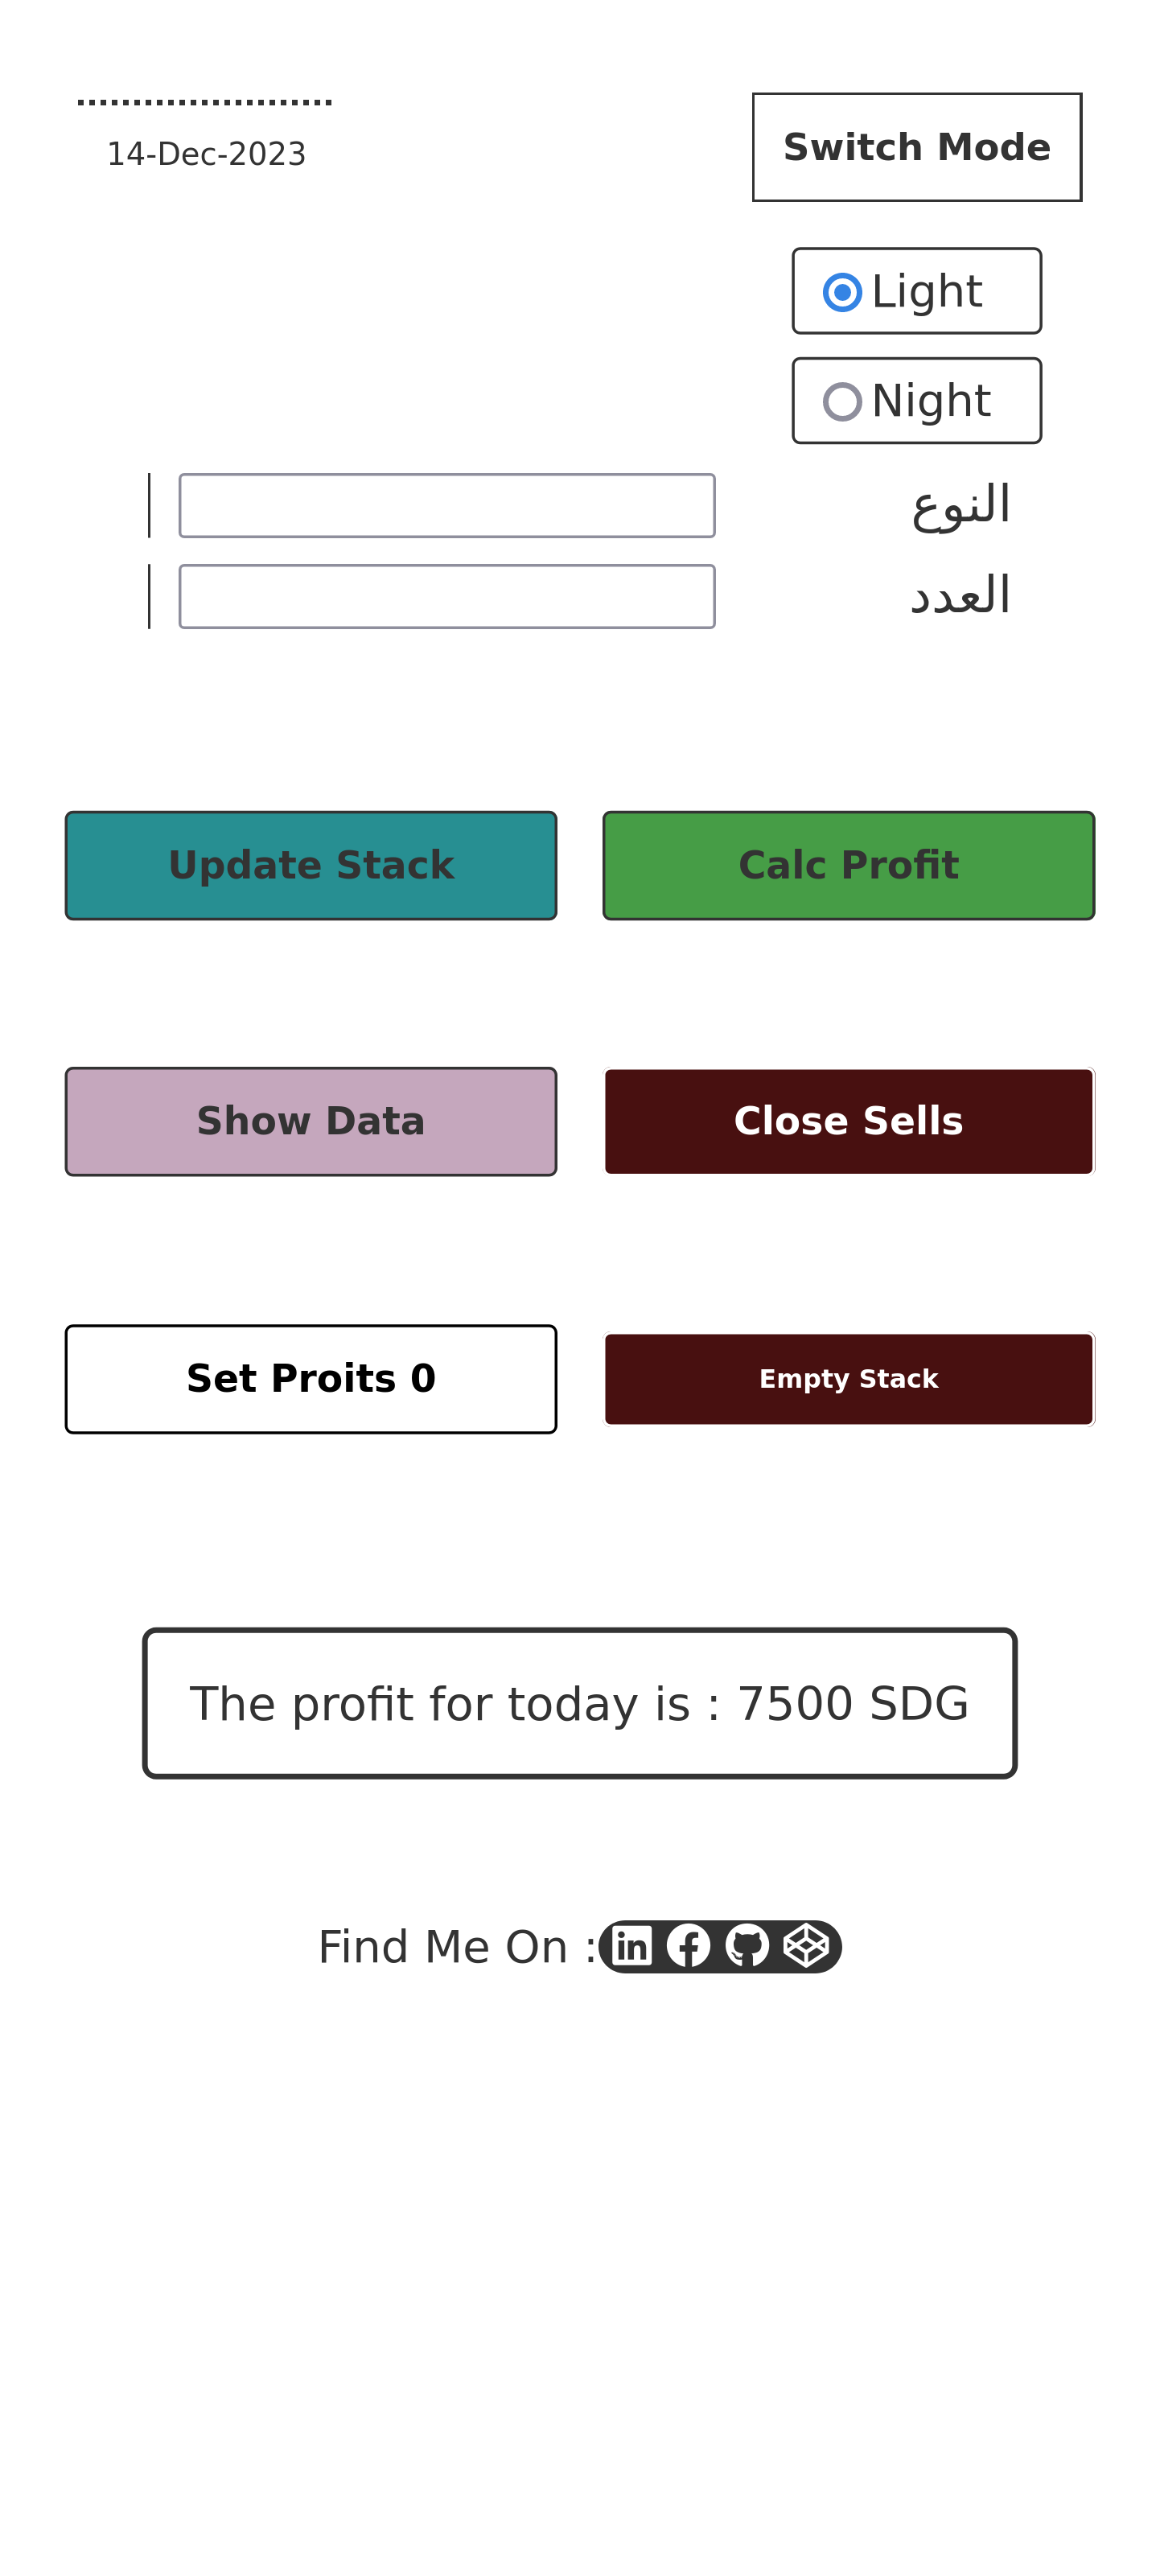 14-Dec-2023
Switch Mode
Light
Night
النوع
العدد
Update Stack
Calc Profit
Show Data
Close Sells
Set Proits 0
Empty Stack
The profit for today is : 7500 SDG
Find Me On :